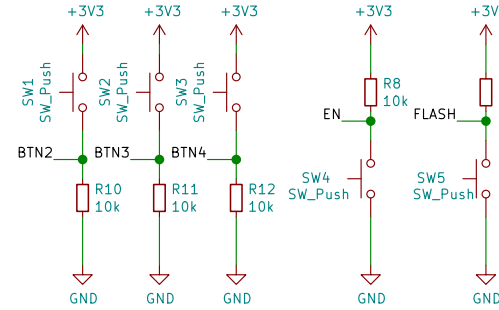 +3V3
+3V3
+3V3
+3V3
+3V
SW1
SW_Push
SW2
SW_Push
SW3
SW_Push
R8
10k
EN
FLASH
BTN2
BTN3
BTN4
SW4
SW_Push
SW5
SW_Push
R10
10k
R11
10k
R12
10k
GND
GND
GND
GND
GND